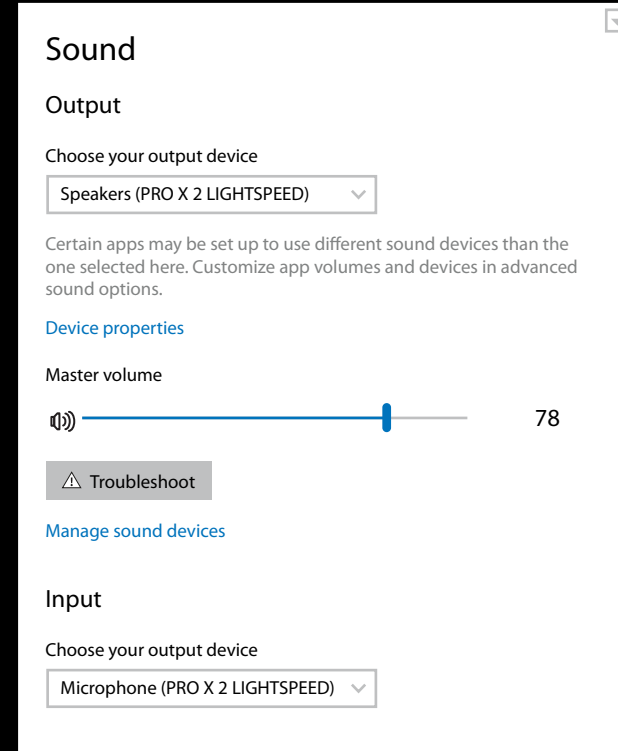 Sound
Output
Choose your output device
Speakers (PRO X 2 LIGHTSPEED)
Certain apps may be set up to use different sound devices than the
one selected here. Customize app volumes and devices in advanced
sound options.
Device properties
Master volume
78
Troubleshoot
Manage sound devices
Input
Choose your output device
Microphone (PRO X 2 LIGHTSPEED)